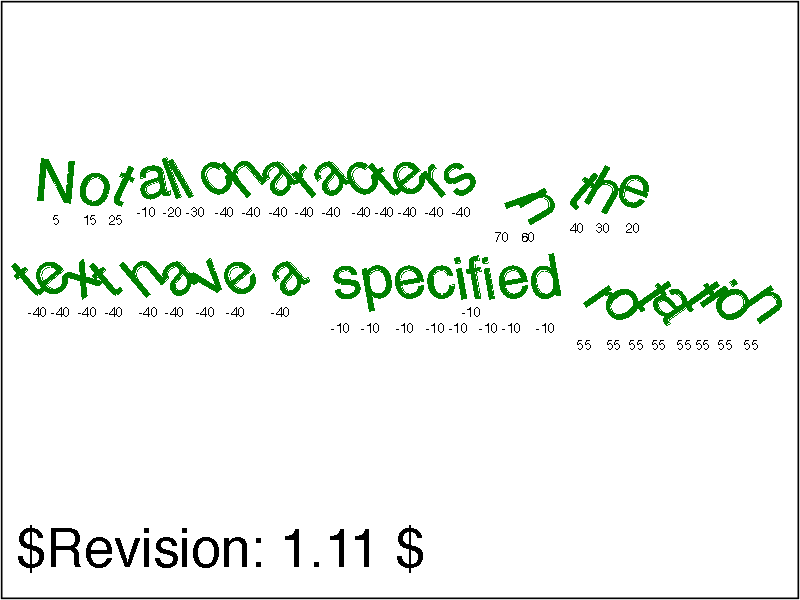 Not all characters in the
5 15 25 -10 -20 -30 -40 -40 -40 -40 -40 -40 -40 -40 -40 -40 70 60 40 30 20
text have a specified rotation
-40 -40 -40 -40 -40 -40 -40 -40 -40 -10
-10 -10 -10 -10 -10 -10 -10 -10 55 55 55 55 55 55 55 55
$Revision: 1.11 $